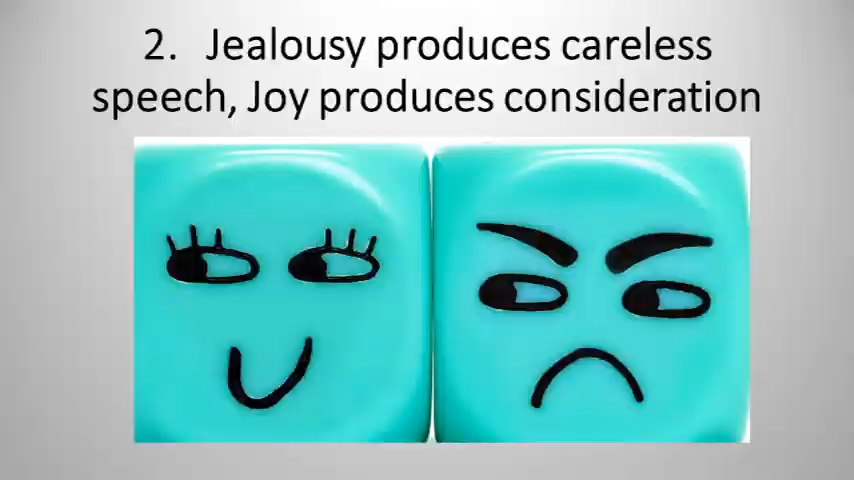 2. Jealousy produces careless
speech, Joy produces consideration